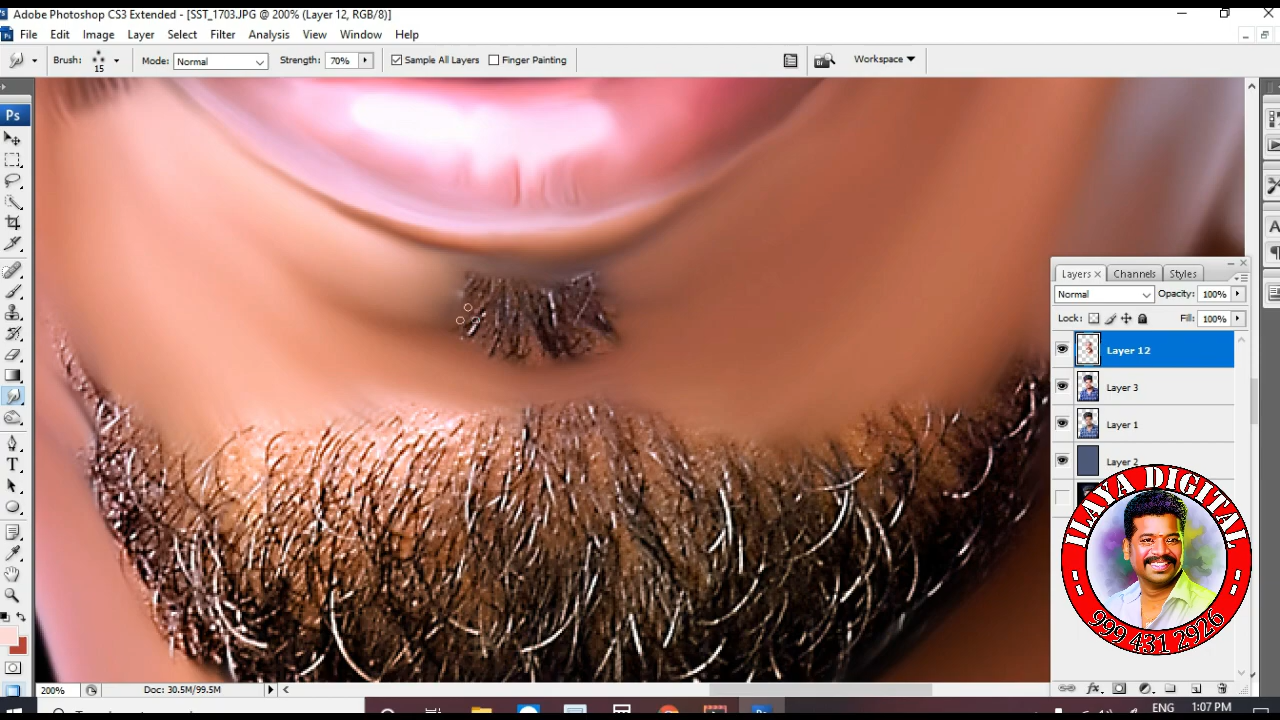 Adobe Photoshop CS3 Extended - [SST_1703.JPG @ 200% (Layer 12, RGB/8)]
File Edit Image Layer Select Filter Analysis View Window Help
Brush: 15 Mode: Normal Strength: 70% Sample All Layers Finger Painting Workspace
Ps
Layers Channels Styles
Normal Opacity: 100%
Lock: Fill: 100%
Layer 12
Layer 3
Layer 1
Layer 2
ILAYA DIGITAL
999 431 2926
200% Doc: 30.5M/99.5M
ENG 1:07 PM